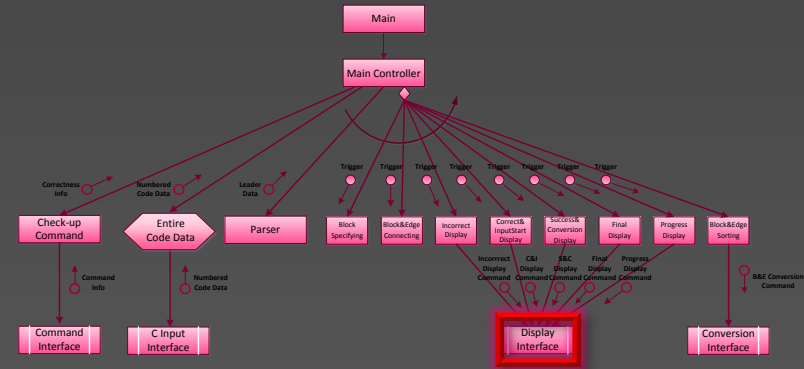 Main
Main Controller
Trigger Trigger Trigger Trigger Trigger Trigger Trigger Trigger
Correctness
Info
Numbered
Code Data
Leader
Data
Check-up
Command
Entire
Code Data
Parser
Block
Specifying
Block&Edge
Connecting
Incorrect
Display
Correct&
InputStart
Display
Success&
Conversion
Display
Final
Display
Progress
Display
Block&Edge
Sorting
Command
Info
Numbered
Code Data
Incorrrect
Display
Command
C&I
Display
Command
S&C
Display
Command
Final
Display
Command
Progress
Display
Command
B&E Conversion
Command
Command
Interface
C Input
Interface
Display
Interface
Conversion
Interface